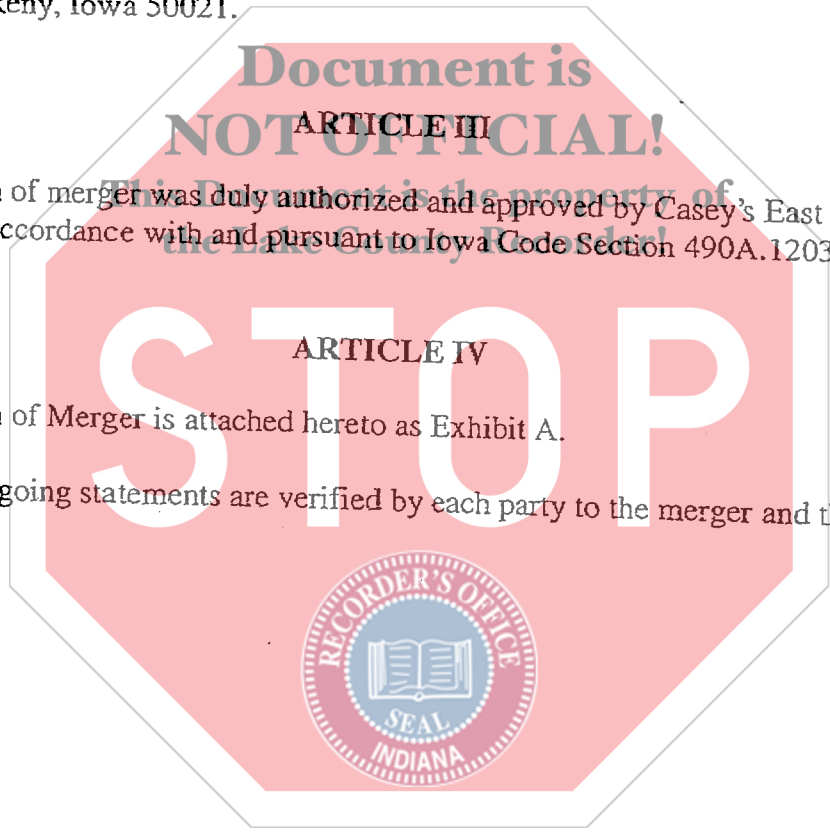 keny, Iowa 50021.
Document is
NOT OFFICIAL!
ARTICLE III
This Document is the property of
of merger was duly authorized and approved by Casey's East
the Lake County Recorder!
ccordance with and pursuant to Iowa Code Section 490A.1203
STOP
ARTICLE IV
of Merger is attached hereto as Exhibit A.
going statements are verified by each party to the merger and
RECORDER'S OFFICE
SEAL
INDIANA